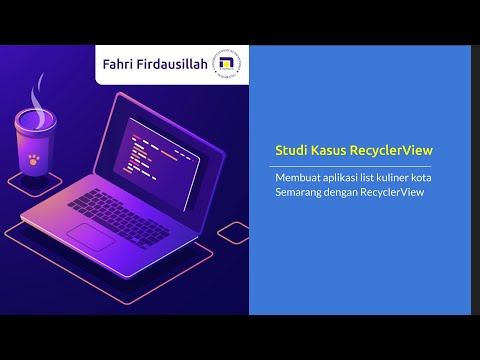 Fahri Firdausillah
Studi Kasus RecyclerView
Membuat aplikasi list kuliner kota
Semarang dengan RecyclerView